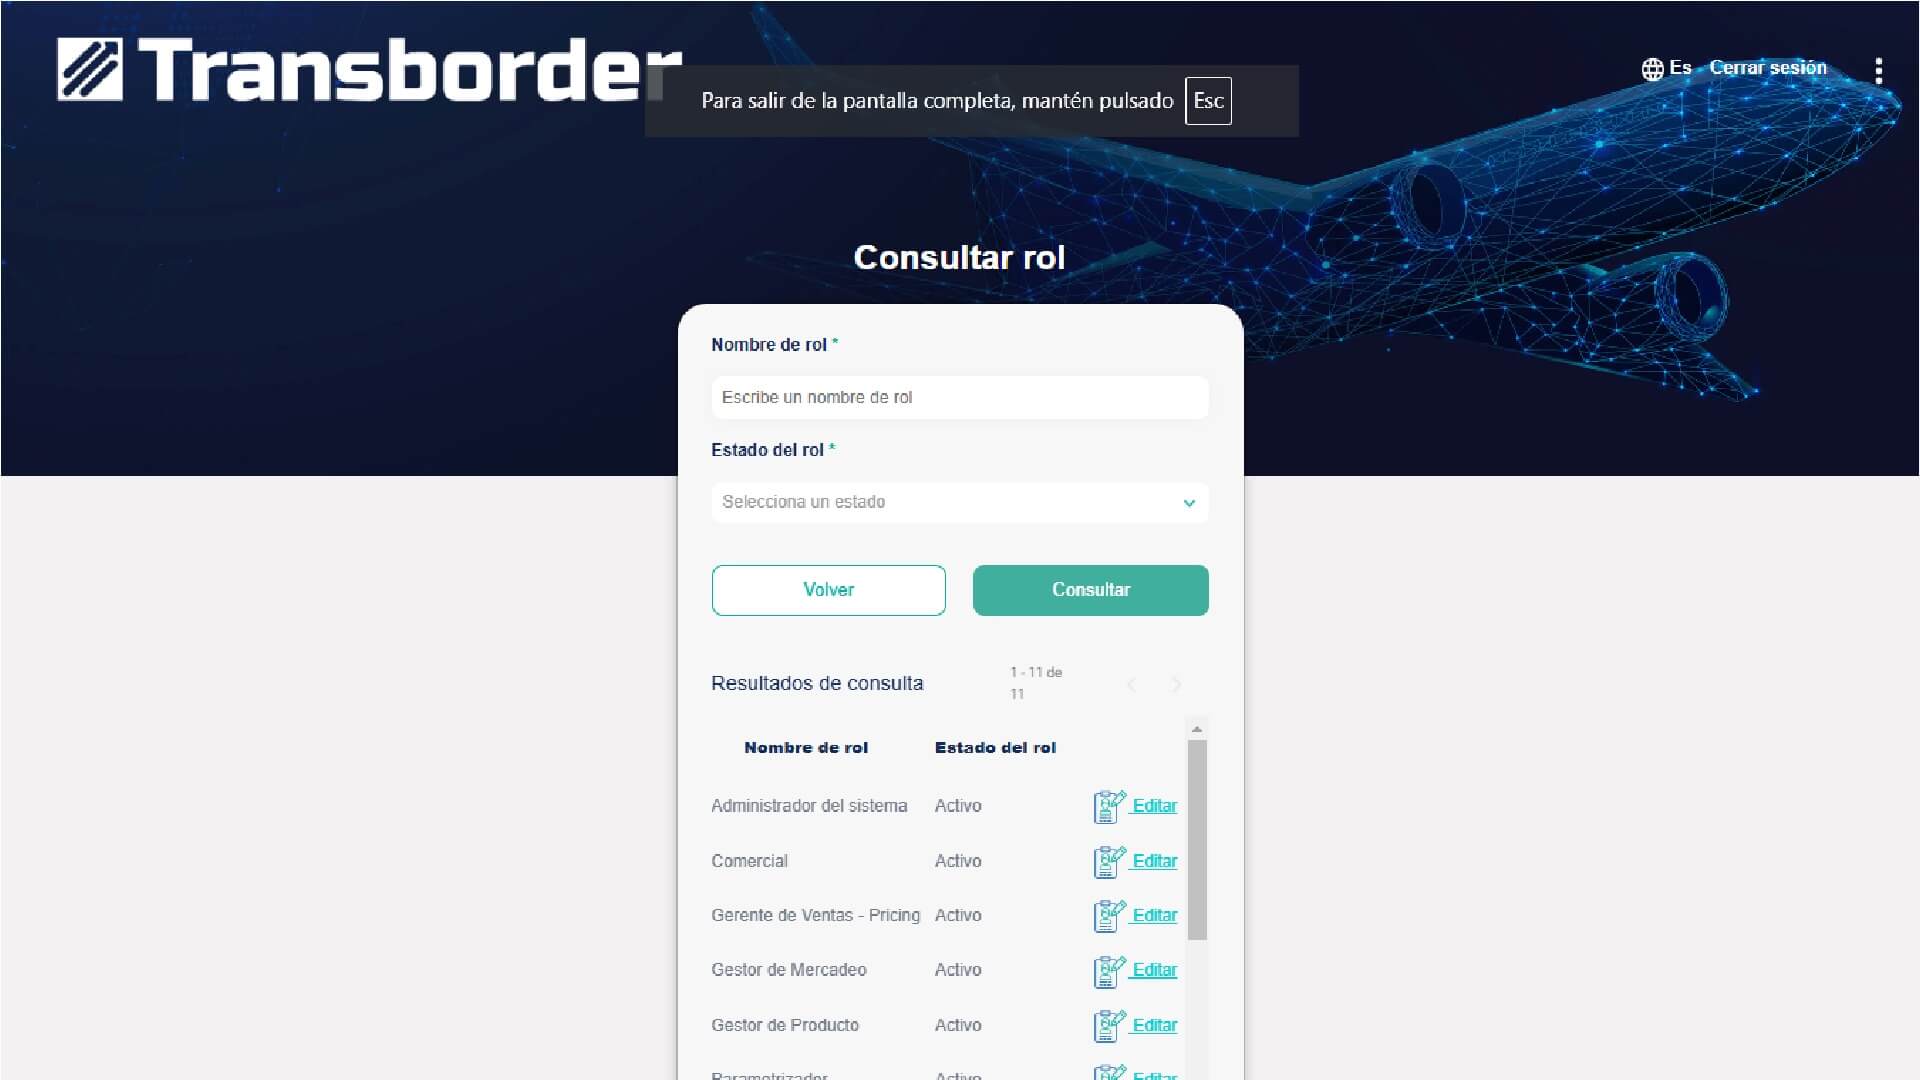 Transborder
Es Cerrar sesión
Para salir de la pantalla completa, mantén pulsado Esc
Consultar rol
Nombre de rol *
Escribe un nombre de rol
Estado del rol *
Selecciona un estado
Volver Consultar
Resultados de consulta
1 - 11 de
11
Nombre de rol Estado del rol
Administrador del sistema Activo Editar
Comercial Activo Editar
Gerente de Ventas - Pricing Activo Editar
Gestor de Mercadeo Activo Editar
Gestor de Producto Activo Editar
Parametrizador Activo Editar